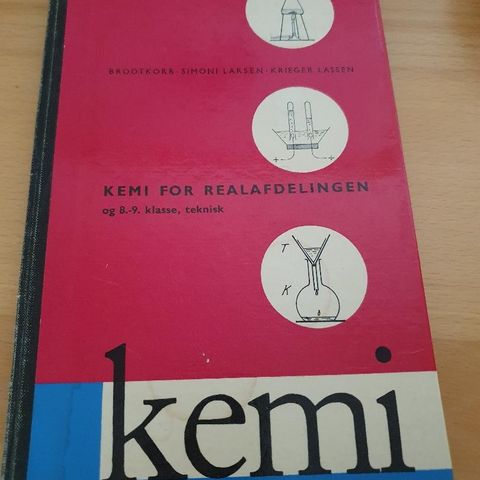 BRODTKORB · SIMONI LARSEN · KRIEGER LASSEN
+ +
KEMI FOR REALAFDELINGEN
og 8.-9. klasse, teknisk
T
K
kemi